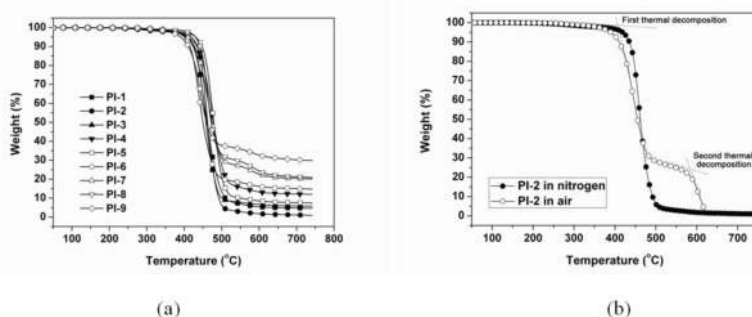 100
90
80
70
60
50
40
30
20
10
0
Weight (%)
PI-1
PI-2
PI-3
PI-4
PI-5
PI-6
PI-7
PI-8
PI-9
100 200 300 400 500 600 700 800
Temperature (°C)
(a)
100
90
80
70
60
50
40
30
20
10
0
Weight (%)
First thermal decomposition
Second thermal
decomposition
PI-2 in nitrogen
PI-2 in air
100 200 300 400 500 600 700
Temperature (°C)
(b)